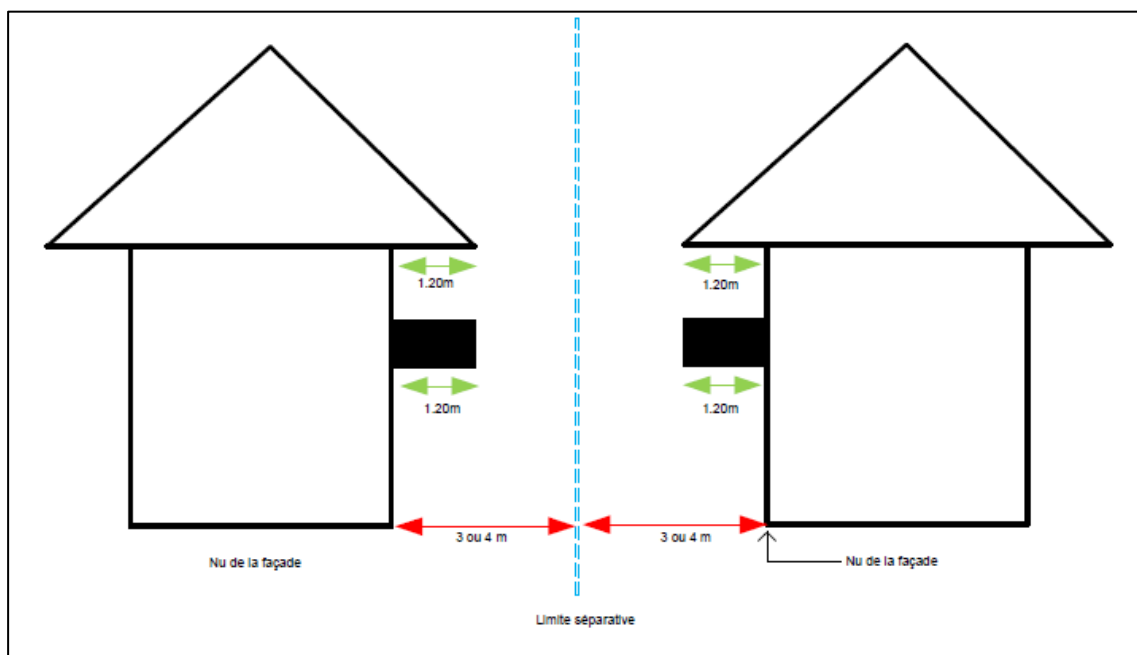 1.20m
1.20m
1.20m
1.20m
3 ou 4 m
3 ou 4 m
Nu de la façade
Nu de la façade
Limite séparative